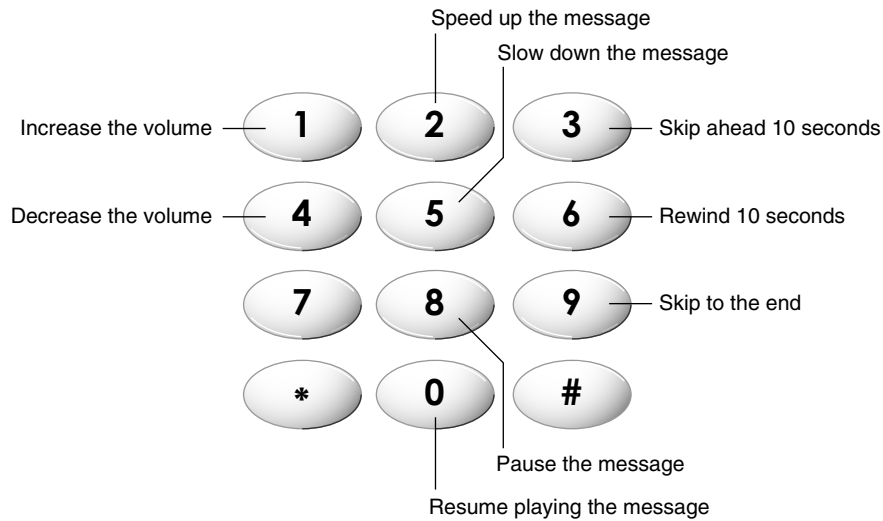 Speed up the message
Slow down the message
Increase the volume 1 2 3 Skip ahead 10 seconds
Decrease the volume 4 5 6 Rewind 10 seconds
7 8 9 Skip to the end
* 0 #
Pause the message
Resume playing the message